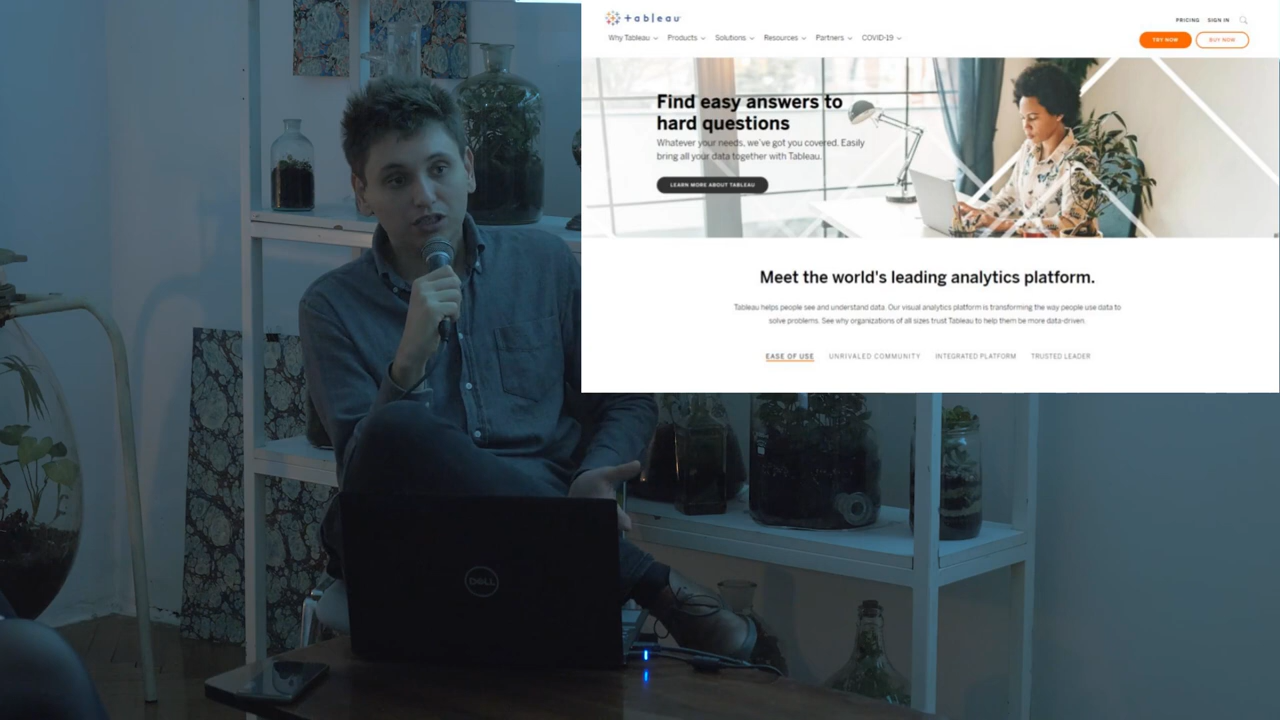 + a b l e a u
PRICING SIGN IN
Why Tableau Products Solutions Resources Partners COVID-19
TRY NOW BUY NOW
Find easy answers to
hard questions
Whatever your needs, we've got you covered. Easily
bring all your data together with Tableau.
LEARN MORE ABOUT TABLEAU
Meet the world's leading analytics platform.
Tableau helps people see and understand data. Our visual analytics platform is transforming the way people use data to
solve problems. See why organizations of all sizes trust Tableau to help them be more data-driven.
EASE OF USE UNRIVALED COMMUNITY INTEGRATED PLATFORM TRUSTED LEADER
DELL